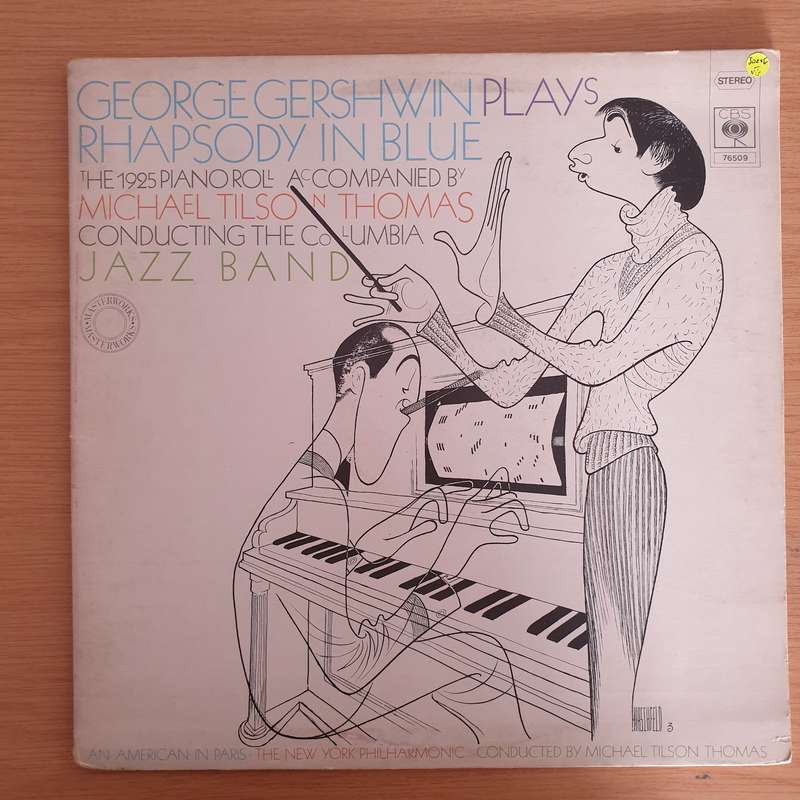 GEORGE GERSHWIN PLAYS
RHAPSODY IN BLUE
THE 1925 PIANO ROLL ACCOMPANIED BY
MICHAEL TILSON THOMAS
CONDUCTING THE COLUMBIA
JAZZ BAND
STEREO
CBS
76509
MASTERWORKS · MASTERWORKS
HIRSCHFELD 3
AN AMERICAN IN PARIS · THE NEW YORK PHILHARMONIC · CONDUCTED BY MICHAEL TILSON THOMAS